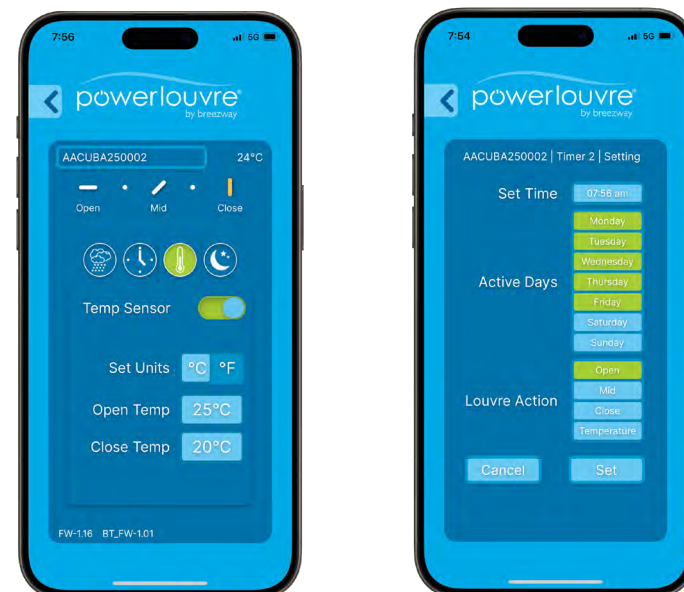 7:56
5G
powerlouvre®
by breezway
AACUBA250002 24°C
Open Mid Close
Temp Sensor
Set Units °C °F
Open Temp 25°C
Close Temp 20°C
FW-1.16 BT_FW-1.01
7:54
5G
powerlouvre®
by breezway
AACUBA250002 | Timer 2 | Setting
Set Time 07:56 am
Monday
Tuesday
Wednesday
Active Days Thursday
Friday
Saturday
Sunday
Open
Mid
Louvre Action Close
Temperature
Cancel Set